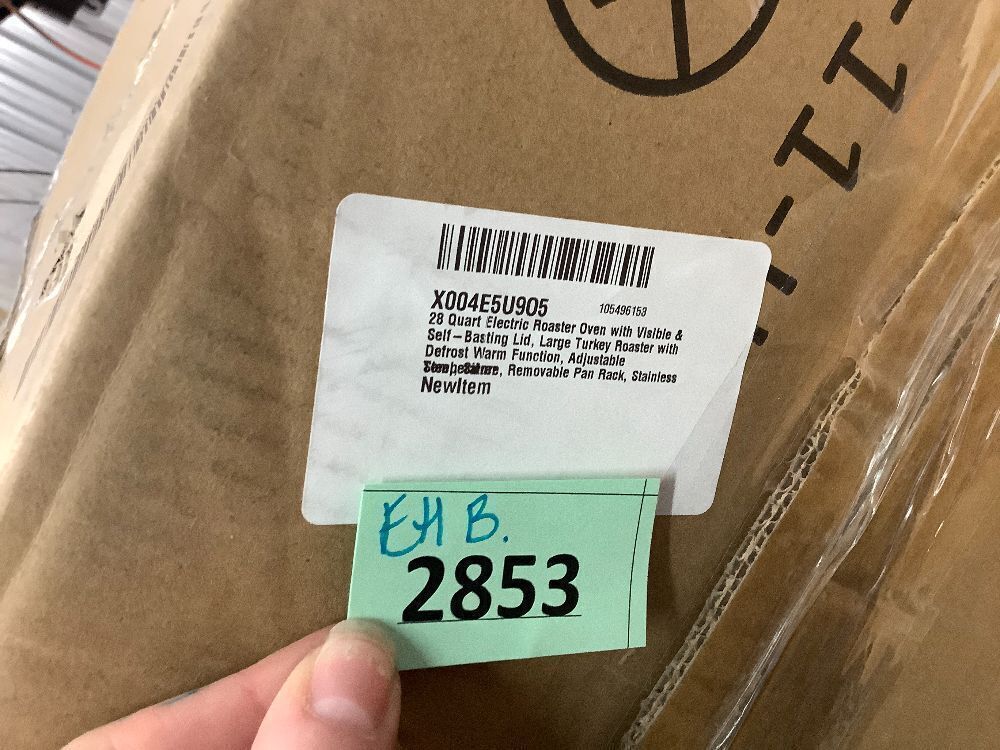 X004E5U9O5
105496153
28 Quart Electric Roaster Oven with Visible &
Self-Basting Lid, Large Turkey Roaster with
Defrost Warm Function, Adjustable
Removable Pan Rack, Stainless
NewItem
EH B.
2853